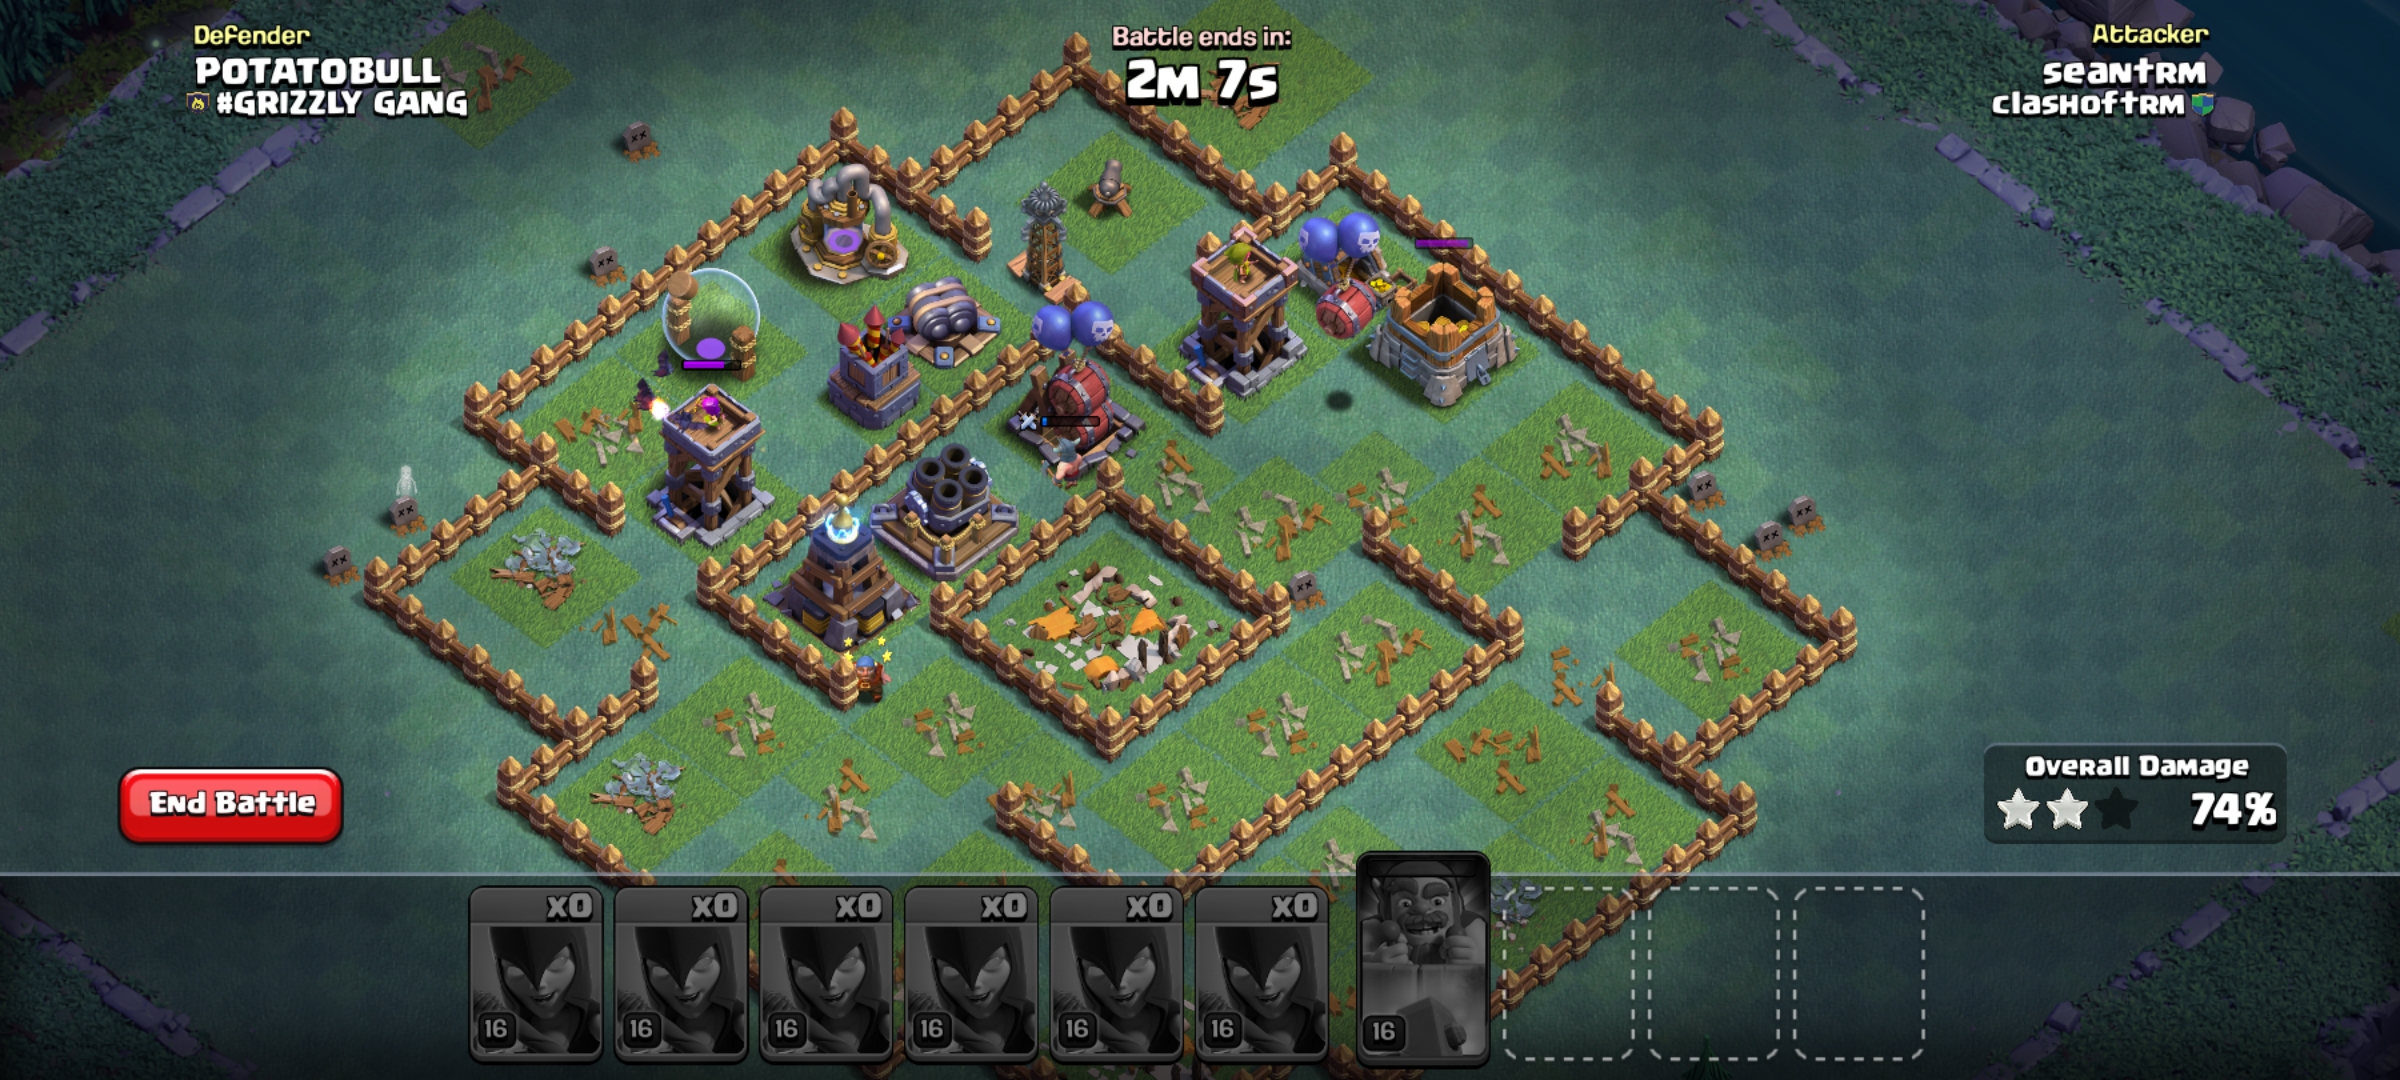 Defender
POTATOBULL
#GRIZZLY GANG
Battle ends in:
2M 7S
Attacker
seantRM
clashoftRM
End Battle
Overall Damage
74%
x0 x0 x0 x0 x0 x0
16 16 16 16 16 16 16